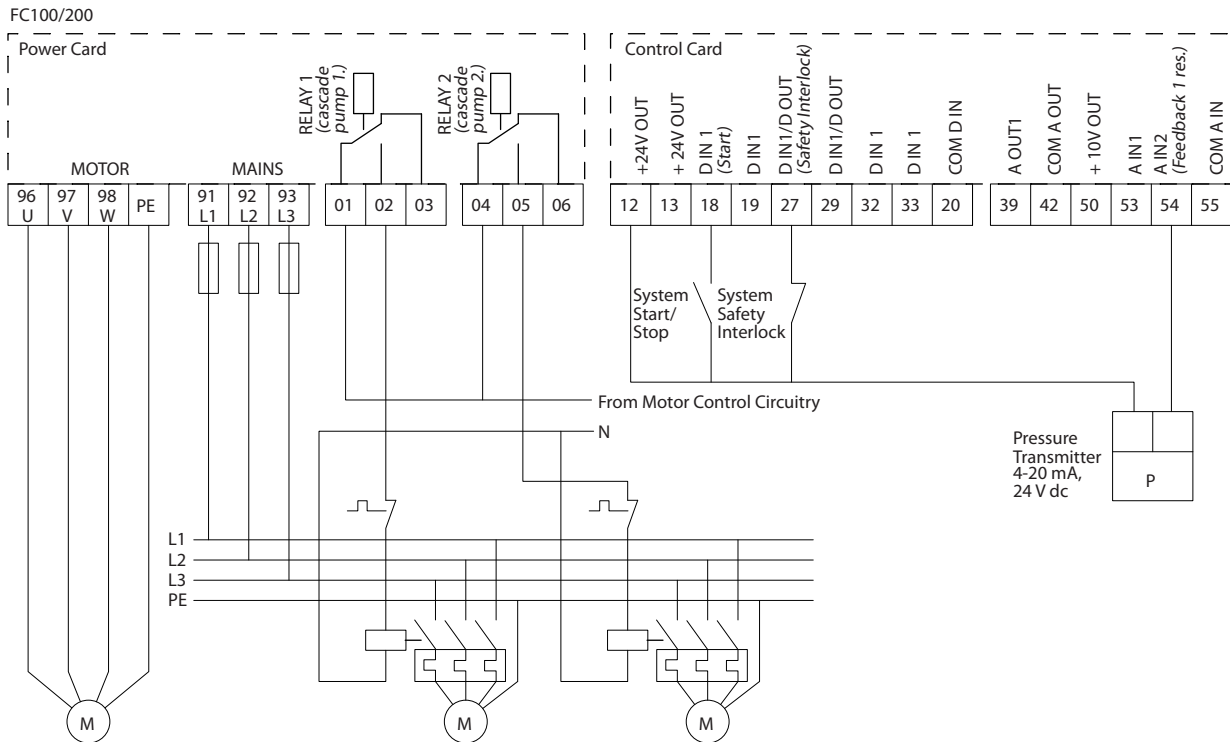 FC100/200
Power Card
Control Card
RELAY 1
(cascade
pump 1.)
RELAY 2
(cascade
pump 2.)
+24V OUT
+ 24V OUT
D IN 1
(Start)
D IN1
D IN1/D OUT
(Safety Interlock)
D IN1/D OUT
D IN 1
D IN 1
COM D IN
A OUT1
COM A OUT
+ 10V OUT
A IN1
A IN2
(Feedback 1 res.)
COM A IN
MOTOR
MAINS
96 97 98 PE
U V W
91 92 93
L1 L2 L3
01 02 03
04 05 06
12 13 18 19 27 29 32 33 20
39 42 50 53 54 55
System
Start/
Stop
System
Safety
Interlock
From Motor Control Circuitry
N
Pressure
Transmitter
4-20 mA,
24 V dc
P
L1
L2
L3
PE
M M M